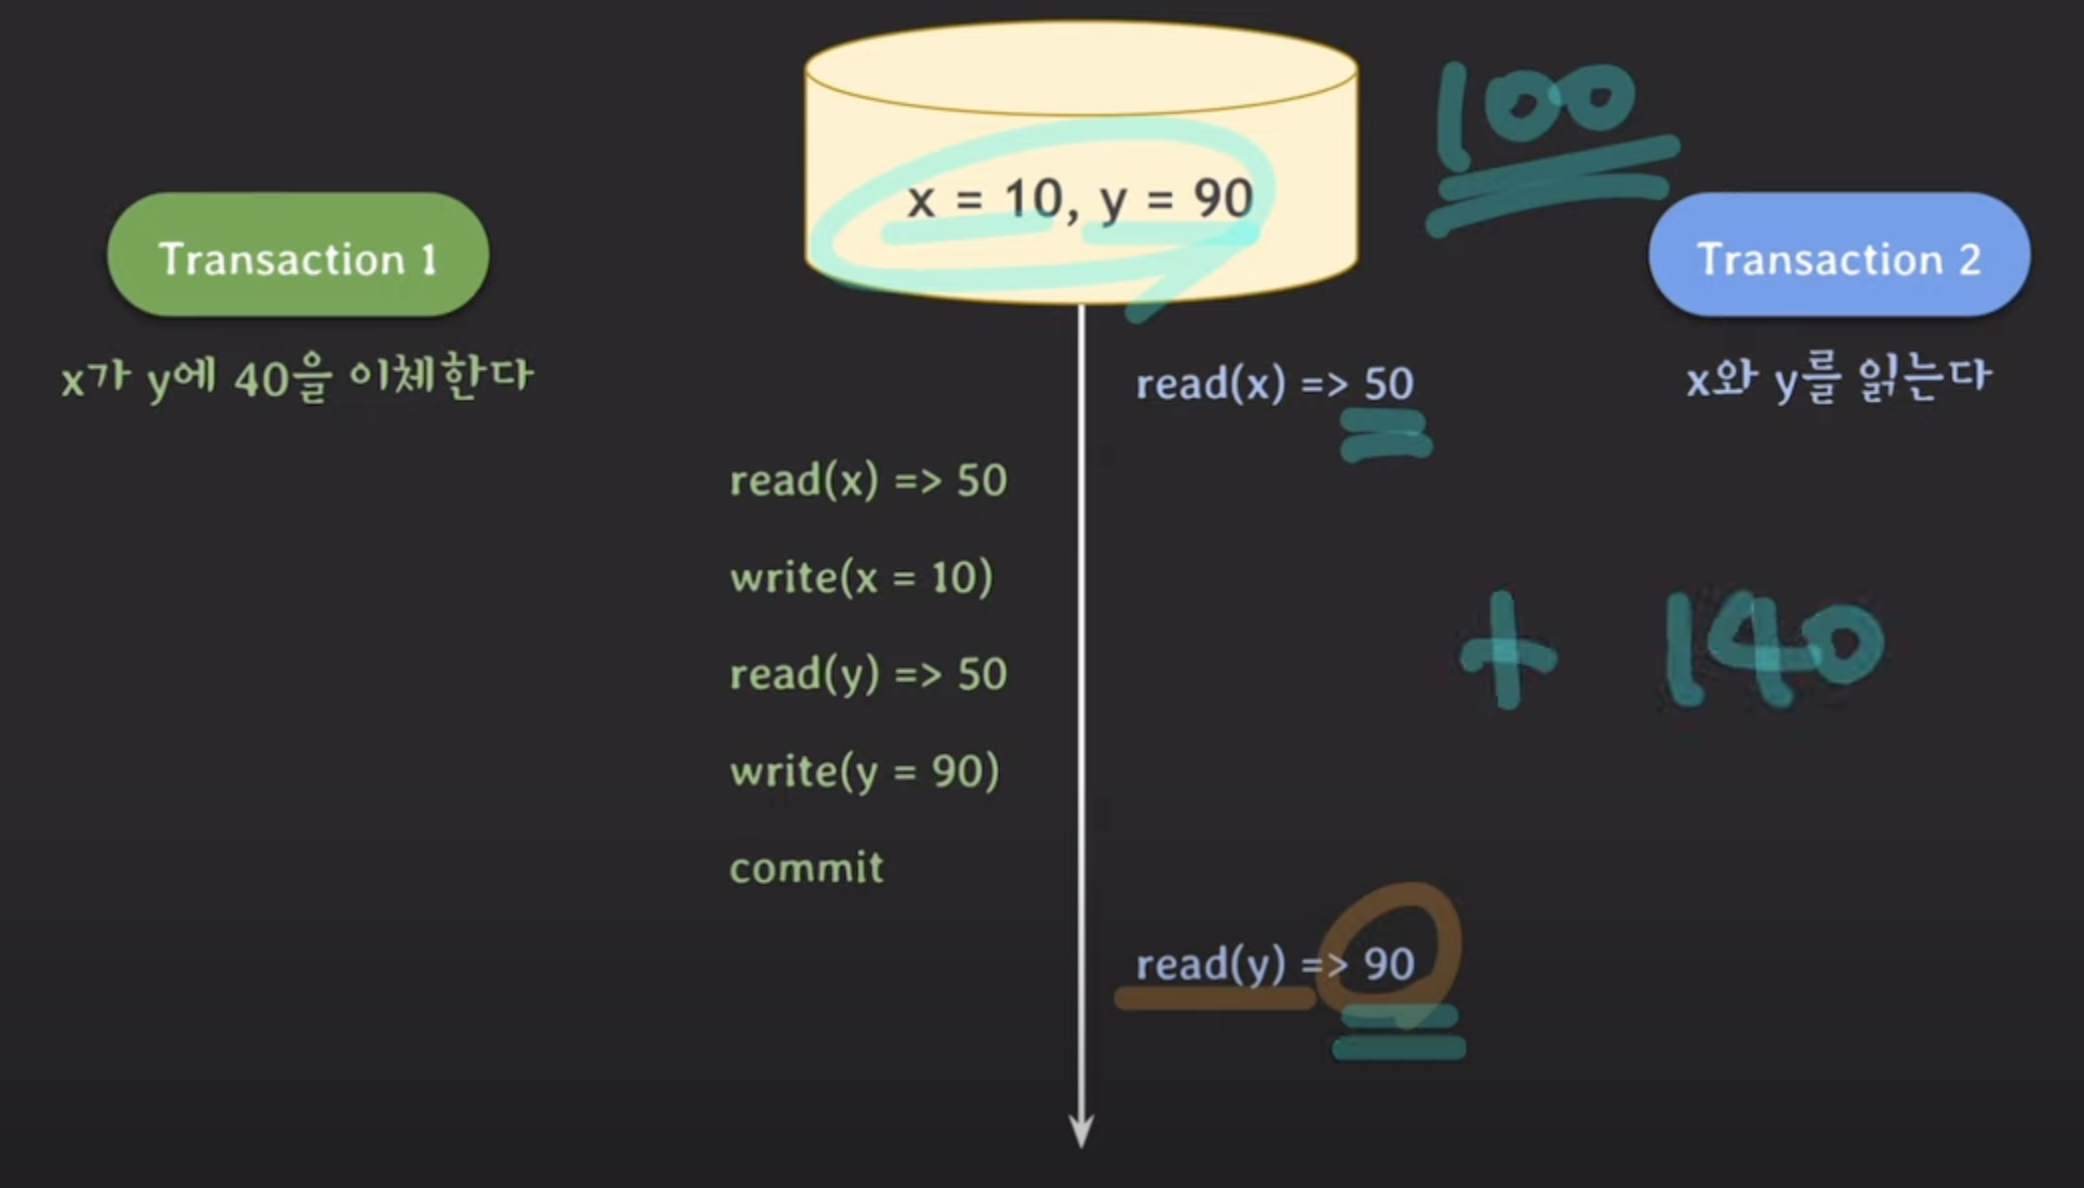 x = 10, y = 90
100
Transaction 1
x가 y에 40을 이체한다
Transaction 2
x와 y를 읽는다
read(x) => 50
read(x) => 50
write(x = 10)
read(y) => 50
+ 140
write(y = 90)
commit
read(y) => 90